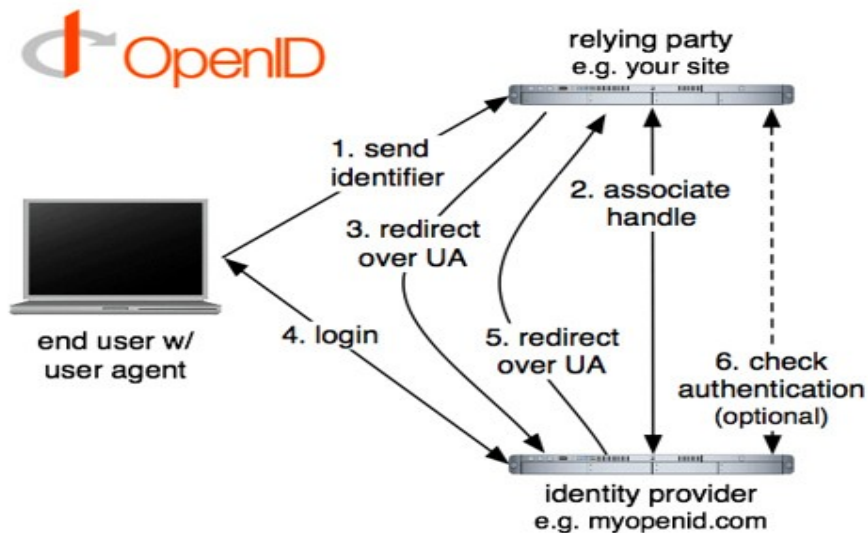 OpenID
relying party
e.g. your site
1. send
identifier
2. associate
handle
3. redirect
over UA
4. login
5. redirect
over UA
end user w/
user agent
6. check
authentication
(optional)
identity provider
e.g. myopenid.com